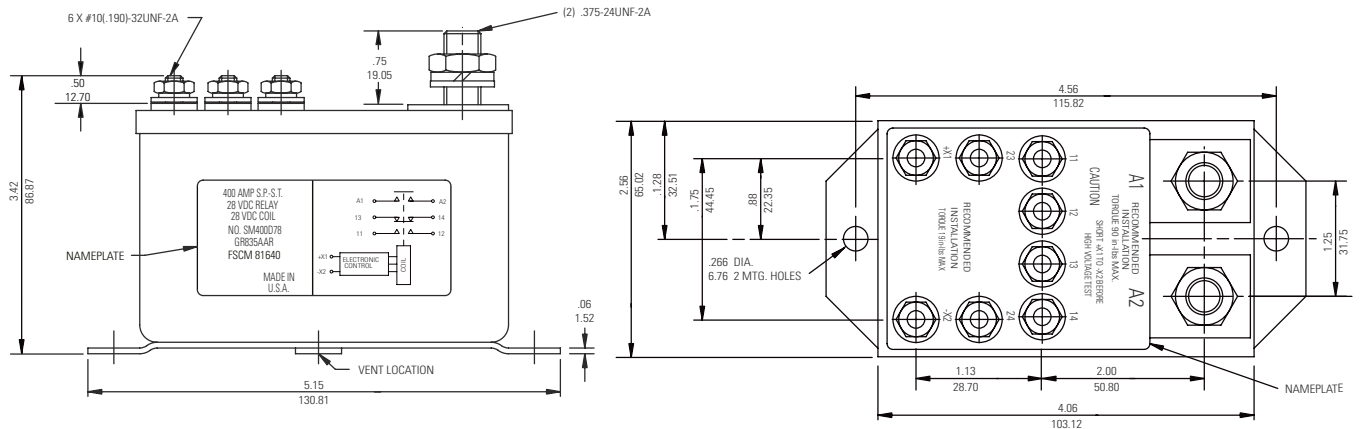 6 X #10(.190)-32UNF-2A
(2) .375-24UNF-2A
.75
19.05
.50
12.70
3.42
86.87
400 AMP S.P.-S.T.
28 VDC RELAY
28 VDC COIL
NO. SM400D78
GR835AAR
FSCM 81640
MADE IN
U.S.A.
A1
A2
13
14
11
12
+X1
-X2
ELECTRONIC
CONTROL
COIL
NAMEPLATE
.06
1.52
VENT LOCATION
5.15
130.81
4.56
115.82
2.56
65.02
1.28
32.51
.1.75
44.45
.88
22.35
.266 DIA.
6.76 2 MTG. HOLES
+X1
23
11
12
13
14
-X2
24
RECOMMENDED
INSTALLATION
TORQUE 19 in-lbs MAX
CAUTION
SHORT +X1 TO -X2 BEFORE
HIGH VOLTAGE TEST
A1
RECOMMENDED
INSTALLATION
TORQUE 90 in-lbs MAX.
A2
1.25
31.75
1.13
28.70
2.00
50.80
NAMEPLATE
4.06
103.12